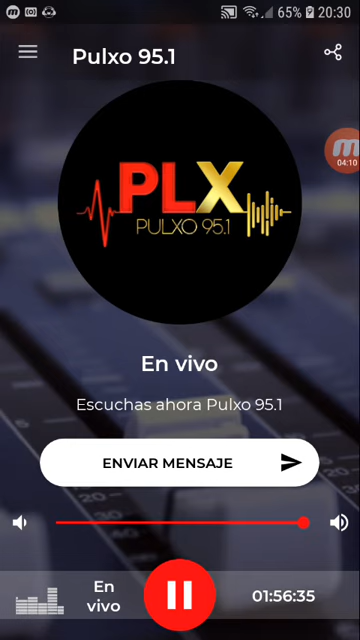 65% 20:30
Pulxo 95.1
04:10
PLX
PULXO 95.1
En vivo
Escuchas ahora Pulxo 95.1
ENVIAR MENSAJE
En
vivo
01:56:35